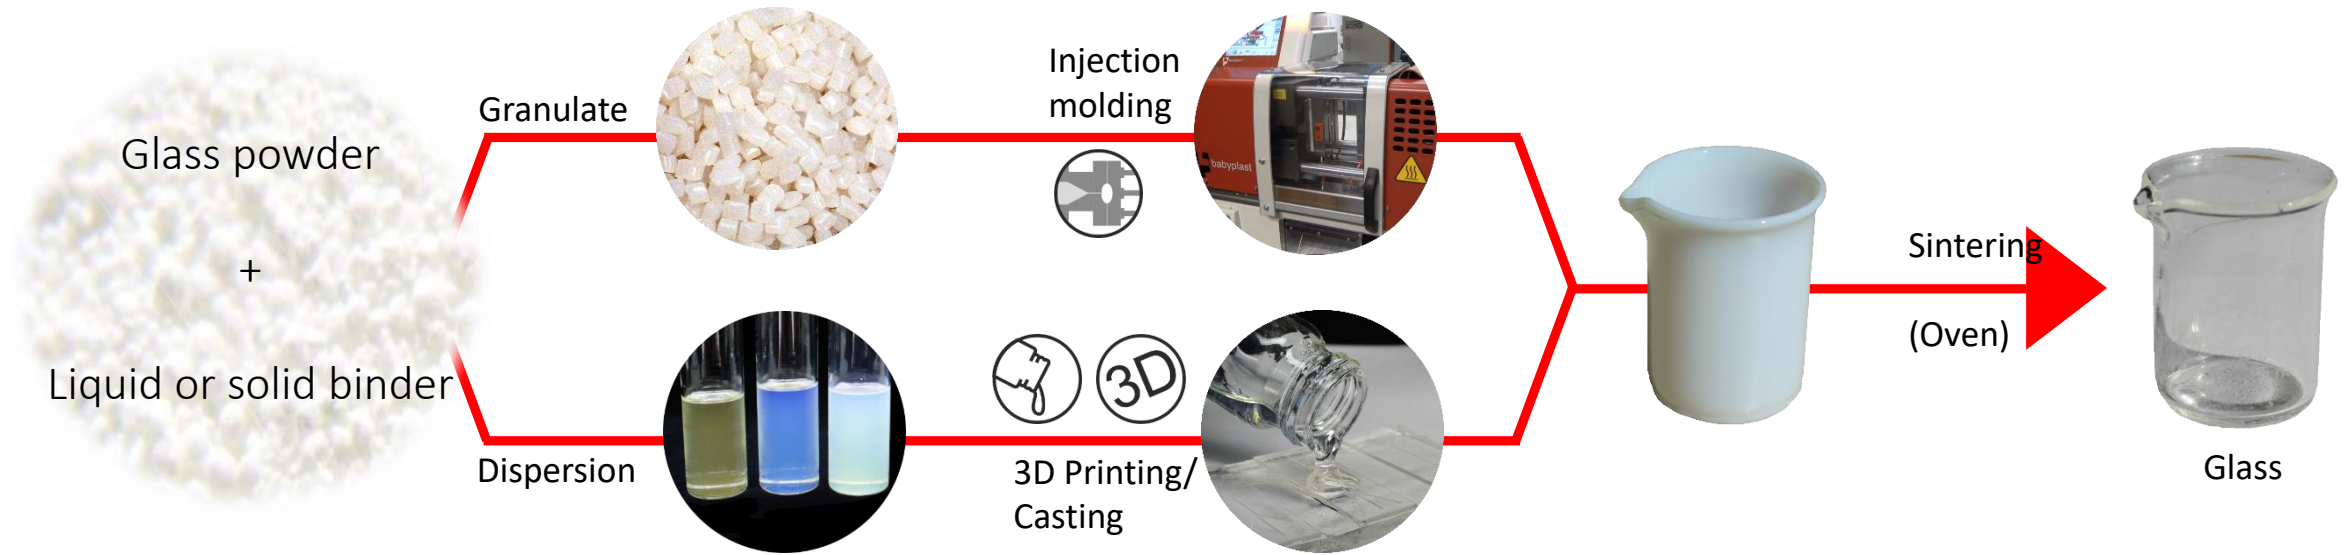 Glass powder
+
Liquid or solid binder
Granulate
Injection
molding
babyplast
Dispersion
3D
3D Printing/
Casting
Sintering
(Oven)
Glass